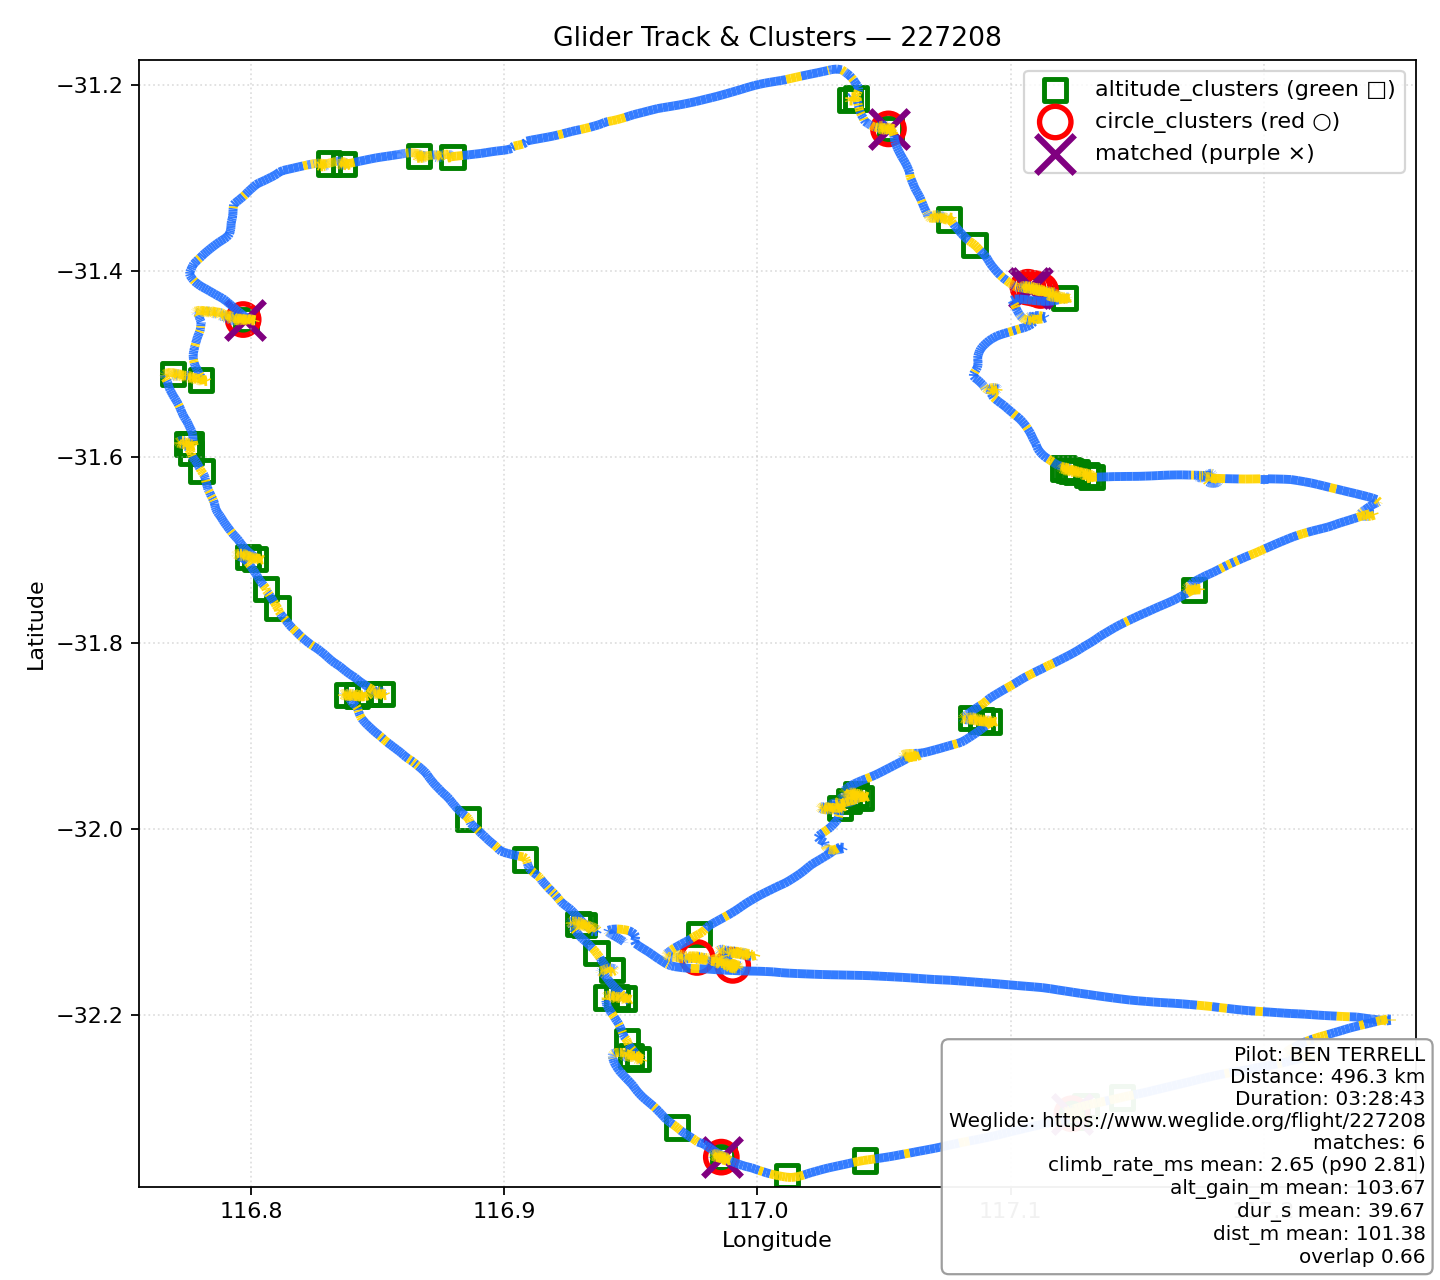 Glider Track & Clusters — 227208
altitude_clusters (green □)
circle_clusters (red ○)
matched (purple ×)
−31.2
−31.4
−31.6
−31.8
−32.0
−32.2
Latitude
116.8
116.9
117.0
117.1
Longitude
Pilot: BEN TERRELL
Distance: 496.3 km
Duration: 03:28:43
Weglide: https://www.weglide.org/flight/227208
matches: 6
climb_rate_ms mean: 2.65 (p90 2.81)
alt_gain_m mean: 103.67
dur_s mean: 39.67
dist_m mean: 101.38
overlap 0.66